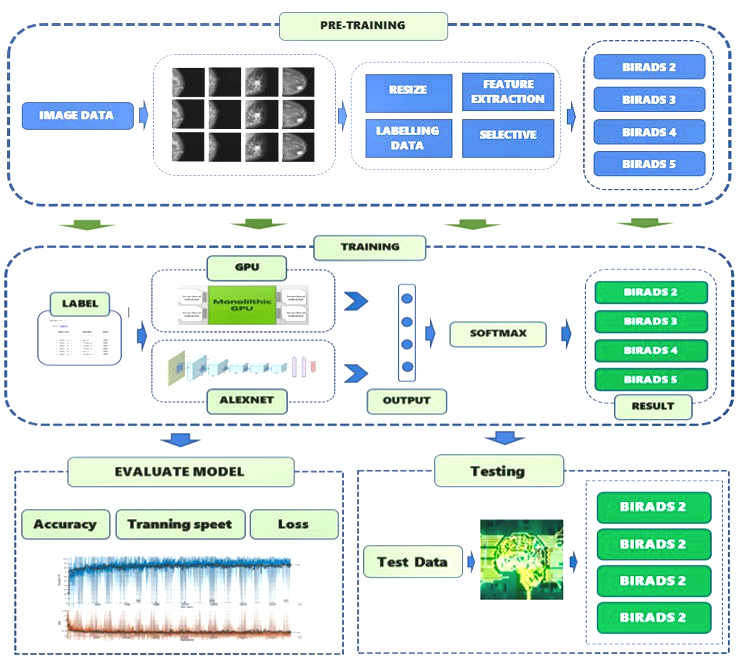 PRE-TRAINING
IMAGE DATA
RESIZE
FEATURE
EXTRACTION
LABELLING
DATA
SELECTIVE
BIRADS 2
BIRADS 3
BIRADS 4
BIRADS 5
TRAINING
LABEL
GPU
Monolithic
GPU
ALEXNET
OUTPUT
SOFTMAX
BIRADS 2
BIRADS 3
BIRADS 4
BIRADS 5
RESULT
EVALUATE MODEL
Accuracy
Tranning speet
Loss
Testing
Test Data
BIRADS 2
BIRADS 2
BIRADS 2
BIRADS 2